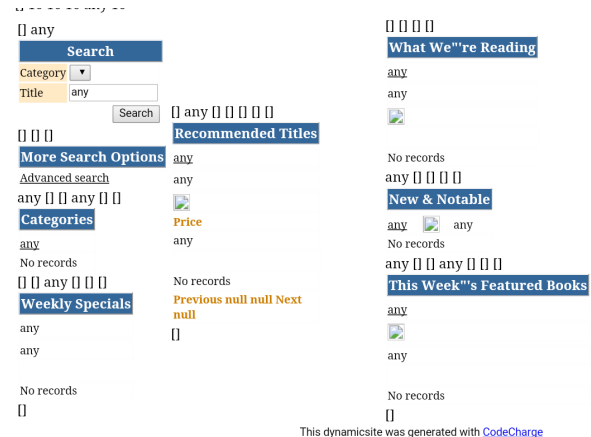 [] any
Search
Category
Title any
Search
[] [] []
More Search Options
Advanced search
any [] [] any [] []
Categories
any
No records
[] [] any [] [] []
Weekly Specials
any
any
No records
[]
[] any [] [] [] [] []
Recommended Titles
any
any
Price
any
No records
Previous null null Next
null
[]
[] [] [] []
What We"'re Reading
any
any
No records
any [] [] [] []
New & Notable
any any
No records
any [] [] any [] [] []
This Week"'s Featured Books
any
any
No records
[]
This dynamicsite was generated with CodeCharge